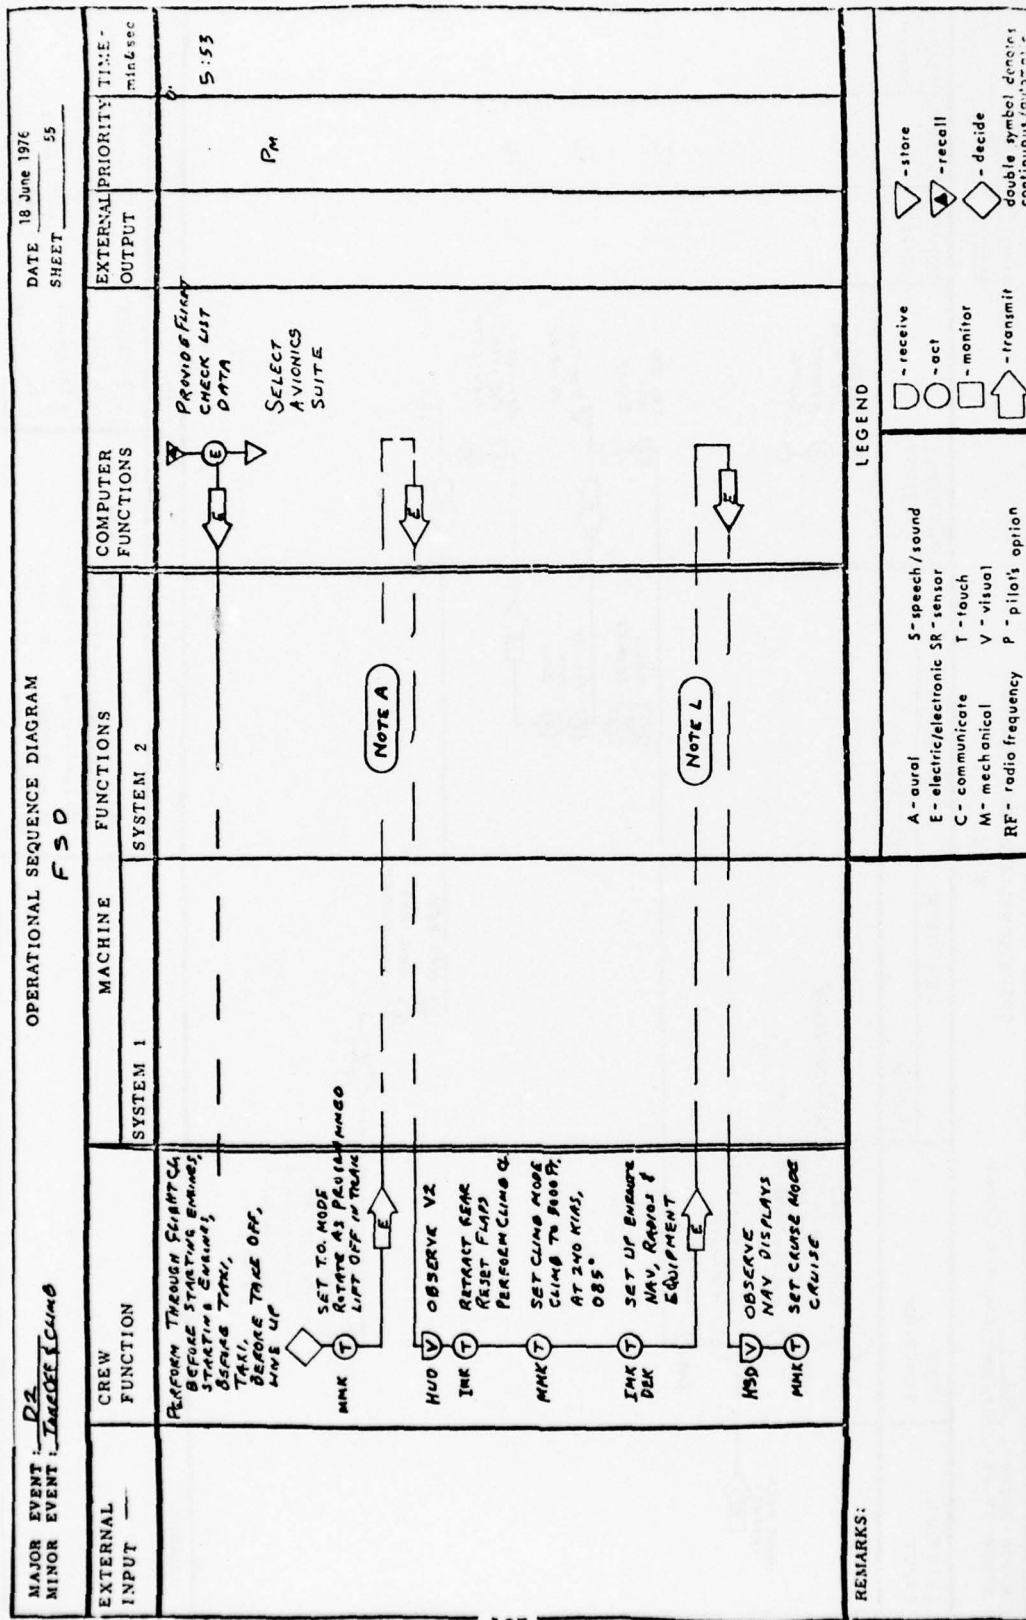 MAJOR EVENT: D2
MINOR EVENT: TAKEOFF & CLIMB
OPERATIONAL SEQUENCE DIAGRAM
FSD
DATE 18 June 1976
SHEET 55
EXTERNAL
INPUT
CREW
FUNCTION
MACHINE FUNCTIONS
SYSTEM 1
SYSTEM 2
COMPUTER
FUNCTIONS
EXTERNAL
OUTPUT
PRIORITY
TIME-
min&sec
PERFORM THROUGH FLIGHT CL
BEFORE STARTING ENGINES,
STARTING ENGINES,
BEFORE TAXI,
TAXI,
BEFORE TAKE OFF,
LINE UP
E
E
PROVIDE FLIGHT
CHECK LIST
DATA
0:
5:53
SELECT
AVIONICS
SUITE
PM
MMK T
SET T.O. MODE
ROTATE AS PROGRAMMED
LIFT OFF IN TRAIL
E
NOTE A
E
HUD V OBSERVE V2
IMK T RETRACT GEAR
RESET FLAPS
PERFORM CLIMB CL
MMK T SET CLIMB MODE
CLIMB TO 8000 FT.
AT 240 KIAS,
085°
IMK T
DEK
SET UP ENROUTE
NAV, RADIOS &
EQUIPMENT
E
NOTE L
E
HSD V OBSERVE
NAV DISPLAYS
MMK T SET CRUISE MODE
CRUISE
REMARKS:
LEGEND
A - aural
S - speech/sound
E - electric/electronic
SR - sensor
C - communicate
T - touch
M - mechanical
V - visual
RF - radio frequency
P - pilot's option
- receive
- store
- act
- recall
- monitor
- decide
- transmit
double symbol denotes